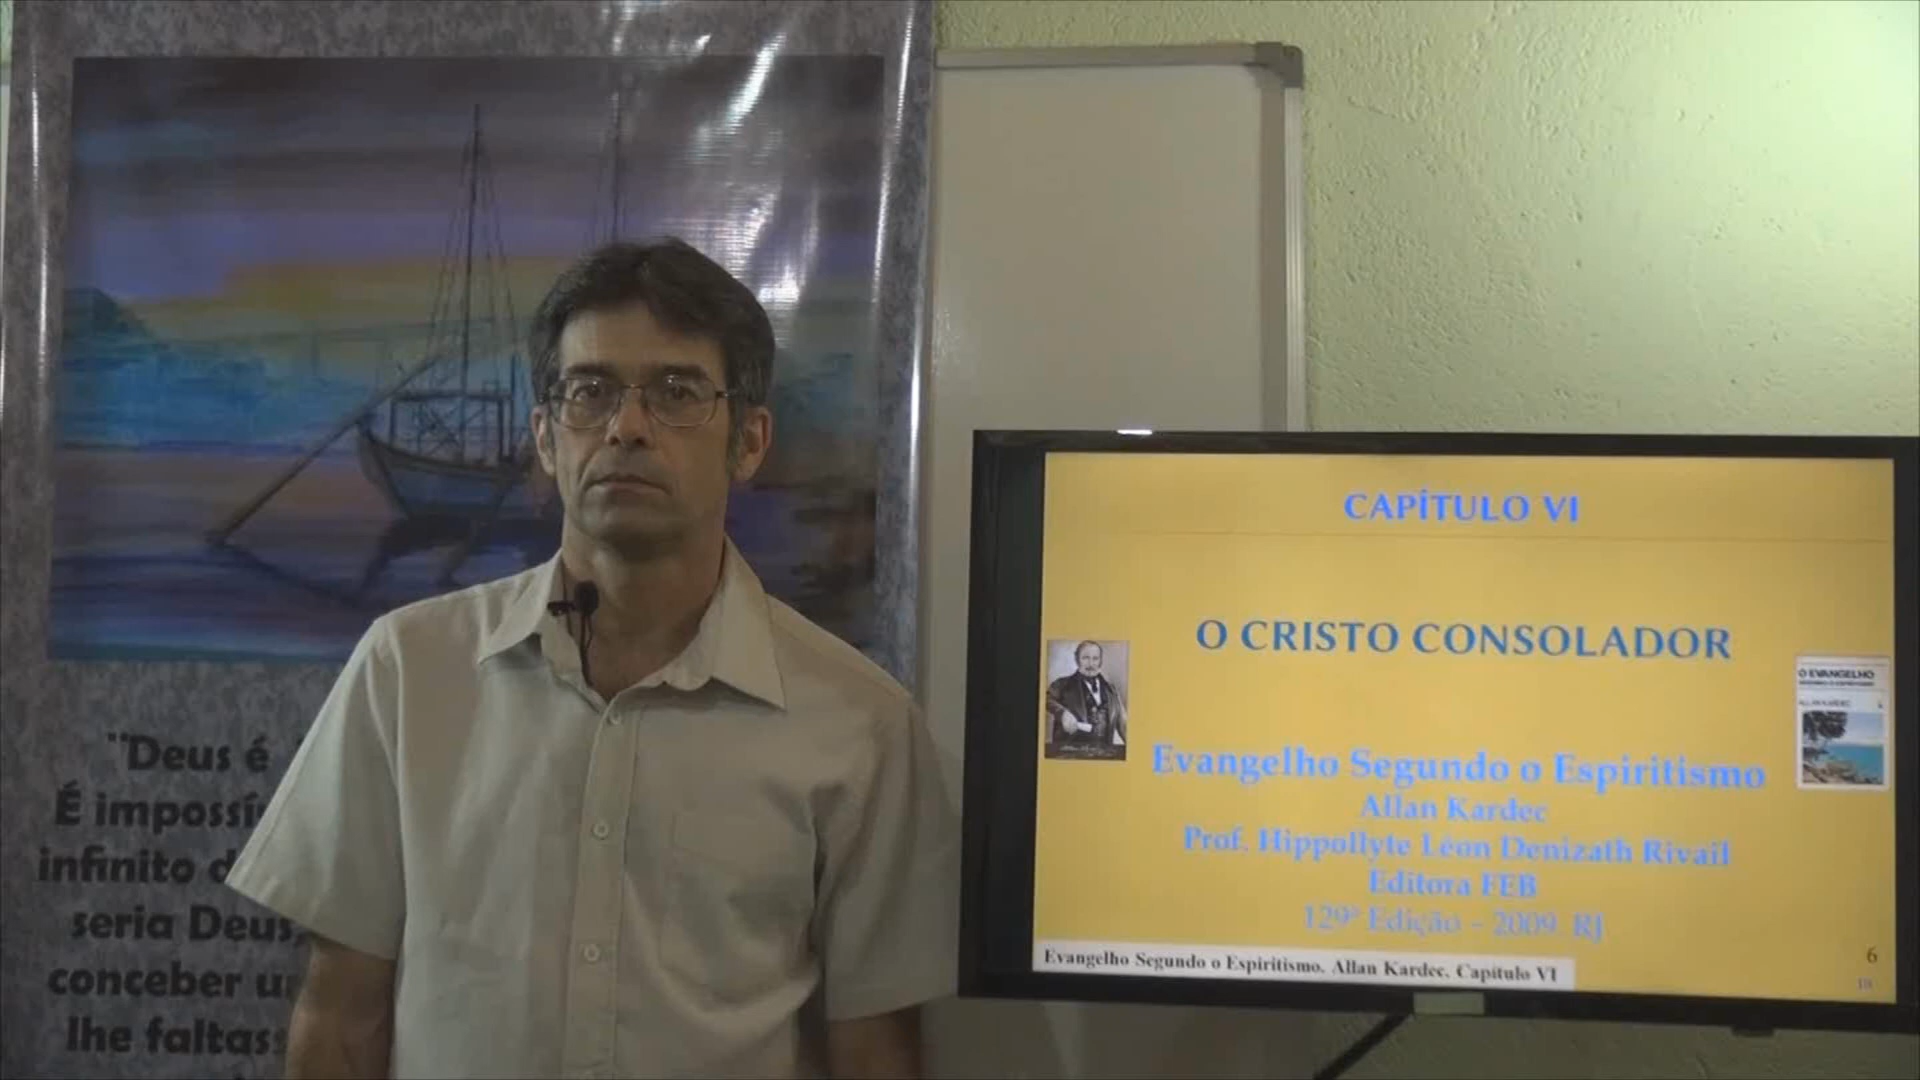 ¨Deus é
É impossí
infinito d
seria Deus,
conceber u
lhe faltass
CAPÍTULO VI
O CRISTO CONSOLADOR
O EVANGELHO
SEGUNDO O ESPIRITISMO
ALLAN KARDEC
Evangelho Segundo o Espiritismo
Allan Kardec
Prof. Hippollyte Léon Denizath Rivail
Editora FEB
129ª Edição - 2009 RJ
Evangelho Segundo o Espiritismo. Allan Kardec. Capítulo VI
6